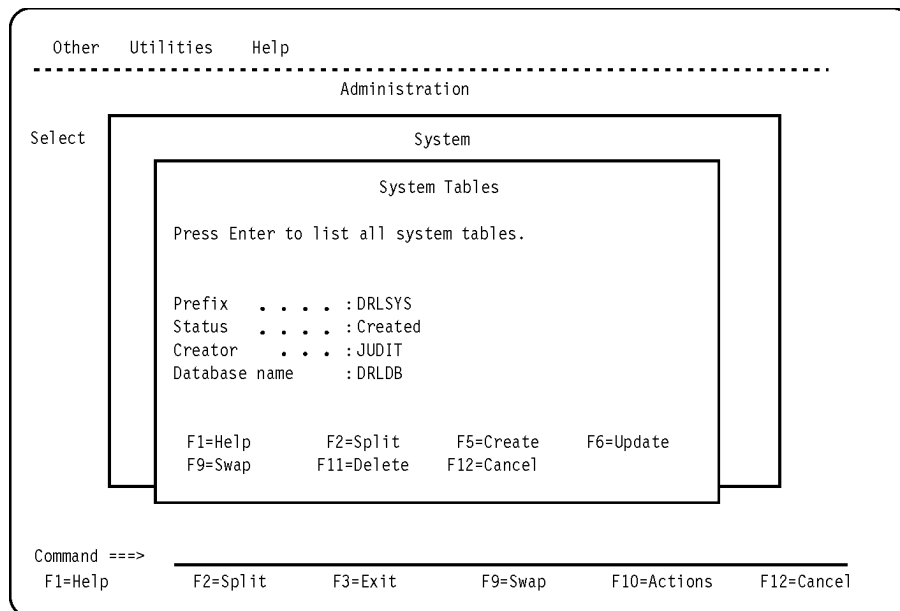 Other Utilities Help
Administration
Select System
System Tables
Press Enter to list all system tables.
Prefix . . . . :DRLSYS
Status . . . . :Created
Creator . . . :JUDIT
Database name :DRLDB
F1=Help F2=Split F5=Create F6=Update
F9=Swap F11=Delete F12=Cancel
Command ===>
F1=Help F2=Split F3=Exit F9=Swap F10=Actions F12=Cancel